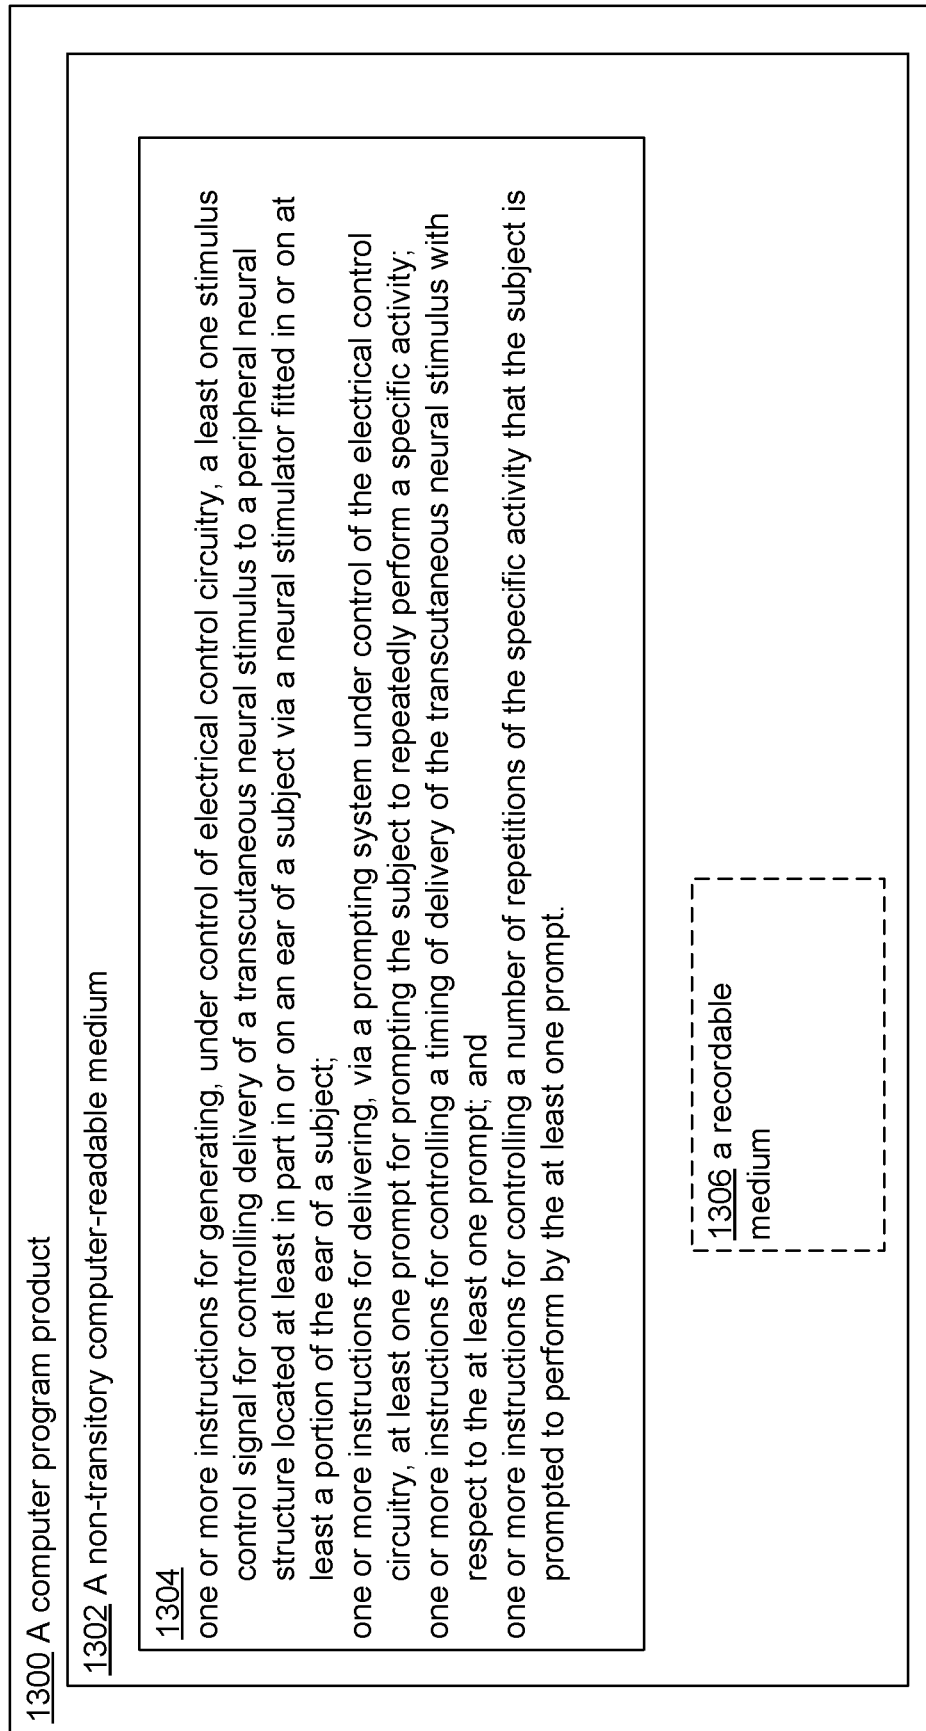 1300 A computer program product
1302 A non-transitory computer-readable medium
1304
one or more instructions for generating, under control of electrical control circuitry, a least one stimulus
control signal for controlling delivery of a transcutaneous neural stimulus to a peripheral neural
structure located at least in part in or on an ear of a subject via a neural stimulator fitted in or on at
least a portion of the ear of a subject;
one or more instructions for delivering, via a prompting system under control of the electrical control
circuitry, at least one prompt for prompting the subject to repeatedly perform a specific activity;
one or more instructions for controlling a timing of delivery of the transcutaneous neural stimulus with
respect to the at least one prompt; and
one or more instructions for controlling a number of repetitions of the specific activity that the subject is
prompted to perform by the at least one prompt.
1306 a recordable
medium